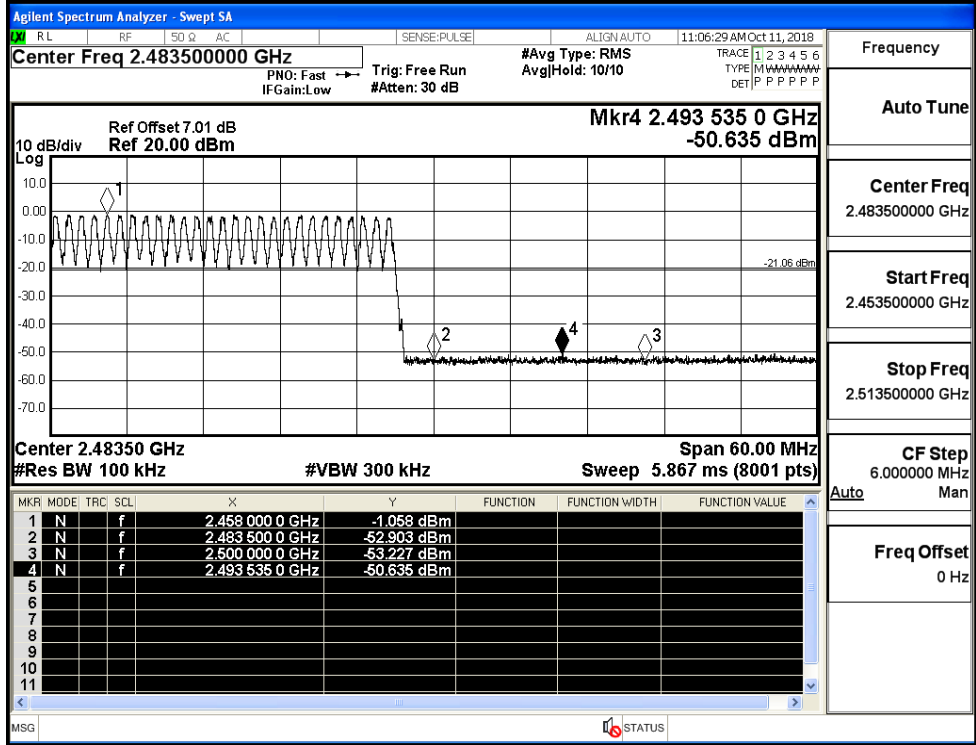 Agilent Spectrum Analyzer - Swept SA
LXI RL RF 50 Ω AC SENSE:PULSE ALIGN AUTO 11:06:29 AM Oct 11, 2018
Center Freq 2.483500000 GHz #Avg Type: RMS TRACE 1 2 3 4 5 6
PNO: Fast Trig: Free Run Avg|Hold: 10/10 TYPE M WWWWW
IFGain:Low #Atten: 30 dB DET P P P P P P
Frequency
Auto Tune
Center Freq
2.483500000 GHz
Start Freq
2.453500000 GHz
Stop Freq
2.513500000 GHz
CF Step
6.000000 MHz
Auto Man
Freq Offset
0 Hz
Mkr4 2.493 535 0 GHz
Ref Offset 7.01 dB
10 dB/div Ref 20.00 dBm -50.635 dBm
Log
10.0
0.00
-10.0
-20.0
-30.0
-40.0
-50.0
-60.0
-70.0
1
-21.06 dBm
2 4 3
Center 2.48350 GHz Span 60.00 MHz
#Res BW 100 kHz #VBW 300 kHz Sweep 5.867 ms (8001 pts)
MKR MODE TRC SCL X Y FUNCTION FUNCTION WIDTH FUNCTION VALUE
1 N f 2.458 000 0 GHz -1.058 dBm
2 N f 2.483 500 0 GHz -52.903 dBm
3 N f 2.500 000 0 GHz -53.227 dBm
4 N f 2.493 535 0 GHz -50.635 dBm
5
6
7
8
9
10
11
MSG STATUS